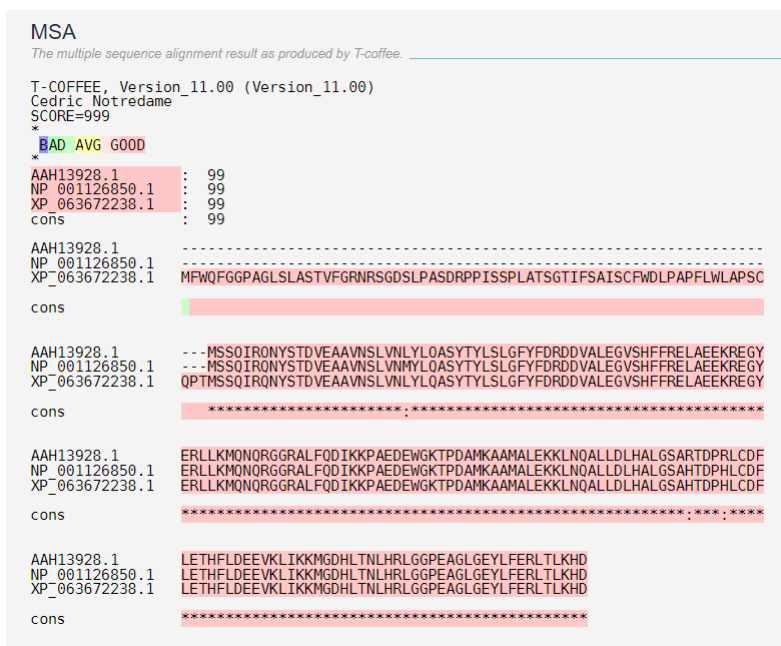 MSA
The multiple sequence alignment result as produced by T-coffee.
T-COFFEE, Version_11.00 (Version_11.00)
Cedric Notredame
SCORE=999
*
BAD AVG GOOD
*
AAH13928.1 : 99
NP_001126850.1 : 99
XP_063672238.1 : 99
cons : 99
AAH13928.1 ------------------------------------------------------------------
NP_001126850.1 ------------------------------------------------------------------
XP_063672238.1 MFWQFGGPAGLSLASTVFGRNRSGDSLPASDRPPISSPLATSGTIFSAISCFWDLPAPFLWLAPSC
cons
AAH13928.1 ---MSSQIRQNYSTDVEAAVNSLVNLYLQASYTYLSLGFYFDRDDVALEGVSHFFRELAEEKREGY
NP_001126850.1 ---MSSQIRQNYSTDVEAAVNSLVNMYLQASYTYLSLGFYFDRDDVALEGVSHFFRELAEEKREGY
XP_063672238.1 QPTMSSQIRQNYSTDVEAAVNSLVNLYLQASYTYLSLGFYFDRDDVALEGVSHFFRELAEEKREGY
cons **********************:****************************************
AAH13928.1 ERLLKMQNQRGGRALFQDIKKPAEDEWGKTPDAMKAAMALEKKLNQALLDLHALGSARTDPRLCDF
NP_001126850.1 ERLLKMQNQRGGRALFQDIKKPAEDEWGKTPDAMKAAMALEKKLNQALLDLHALGSAHTDPHLCDF
XP_063672238.1 ERLLKMQNQRGGRALFQDIKKPAEDEWGKTPDAMKAAMALEKKLNQALLDLHALGSAHTDPHLCDF
cons *********************************************************:***:****
AAH13928.1 LETHFLDEEVKLIKKMGDHLTNLHRLGGPEAGLGEYLFERLTLKHD
NP_001126850.1 LETHFLDEEVKLIKKMGDHLTNLHRLGGPEAGLGEYLFERLTLKHD
XP_063672238.1 LETHFLDEEVKLIKKMGDHLTNLHRLGGPEAGLGEYLFERLTLKHD
cons **********************************************